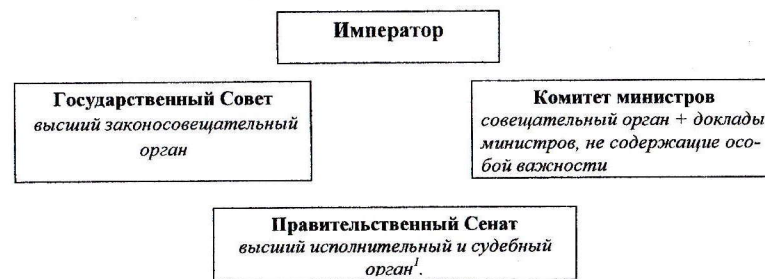 Император
Государственный Совет
высший законосовещательный
орган
Комитет министров
совещательный орган + доклады
министров, не содержащие осо-
бой важности
Правительственный Сенат
высший исполнительный и судебный
орган¹.